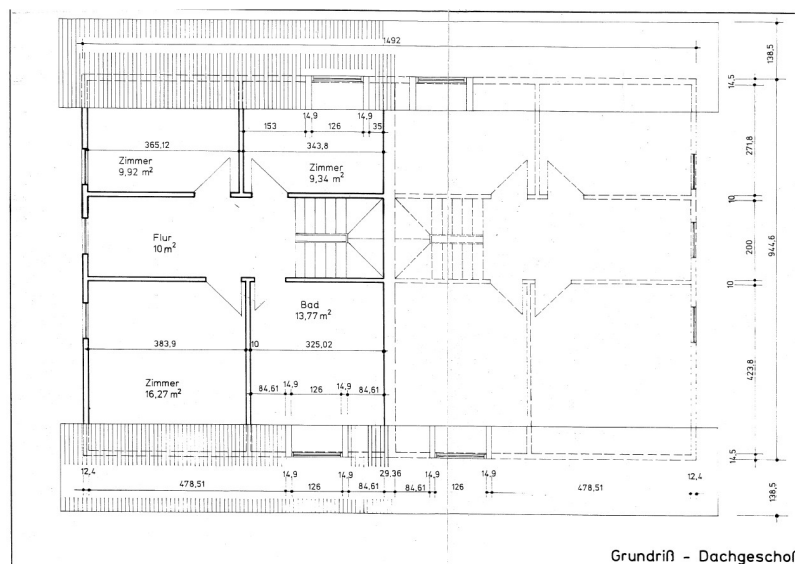 1492
138,5
14,5
14,9 14,9
153 126 35
365,12 343,8
271,8
Zimmer
9,92 m²
Zimmer
9,34 m²
10
Flur
10 m²
200
944,6
10
Bad
13,77 m²
383,9 10 325,02
423,8
Zimmer
16,27 m²
14,9 14,9
84,61 126 84,61
14,5
12,4 14,9 14,9 29,36 14,9 14,9 12,4
478,51 126 84,61 84,61 126 478,51
138,5
Grundriß - Dachgeschoß